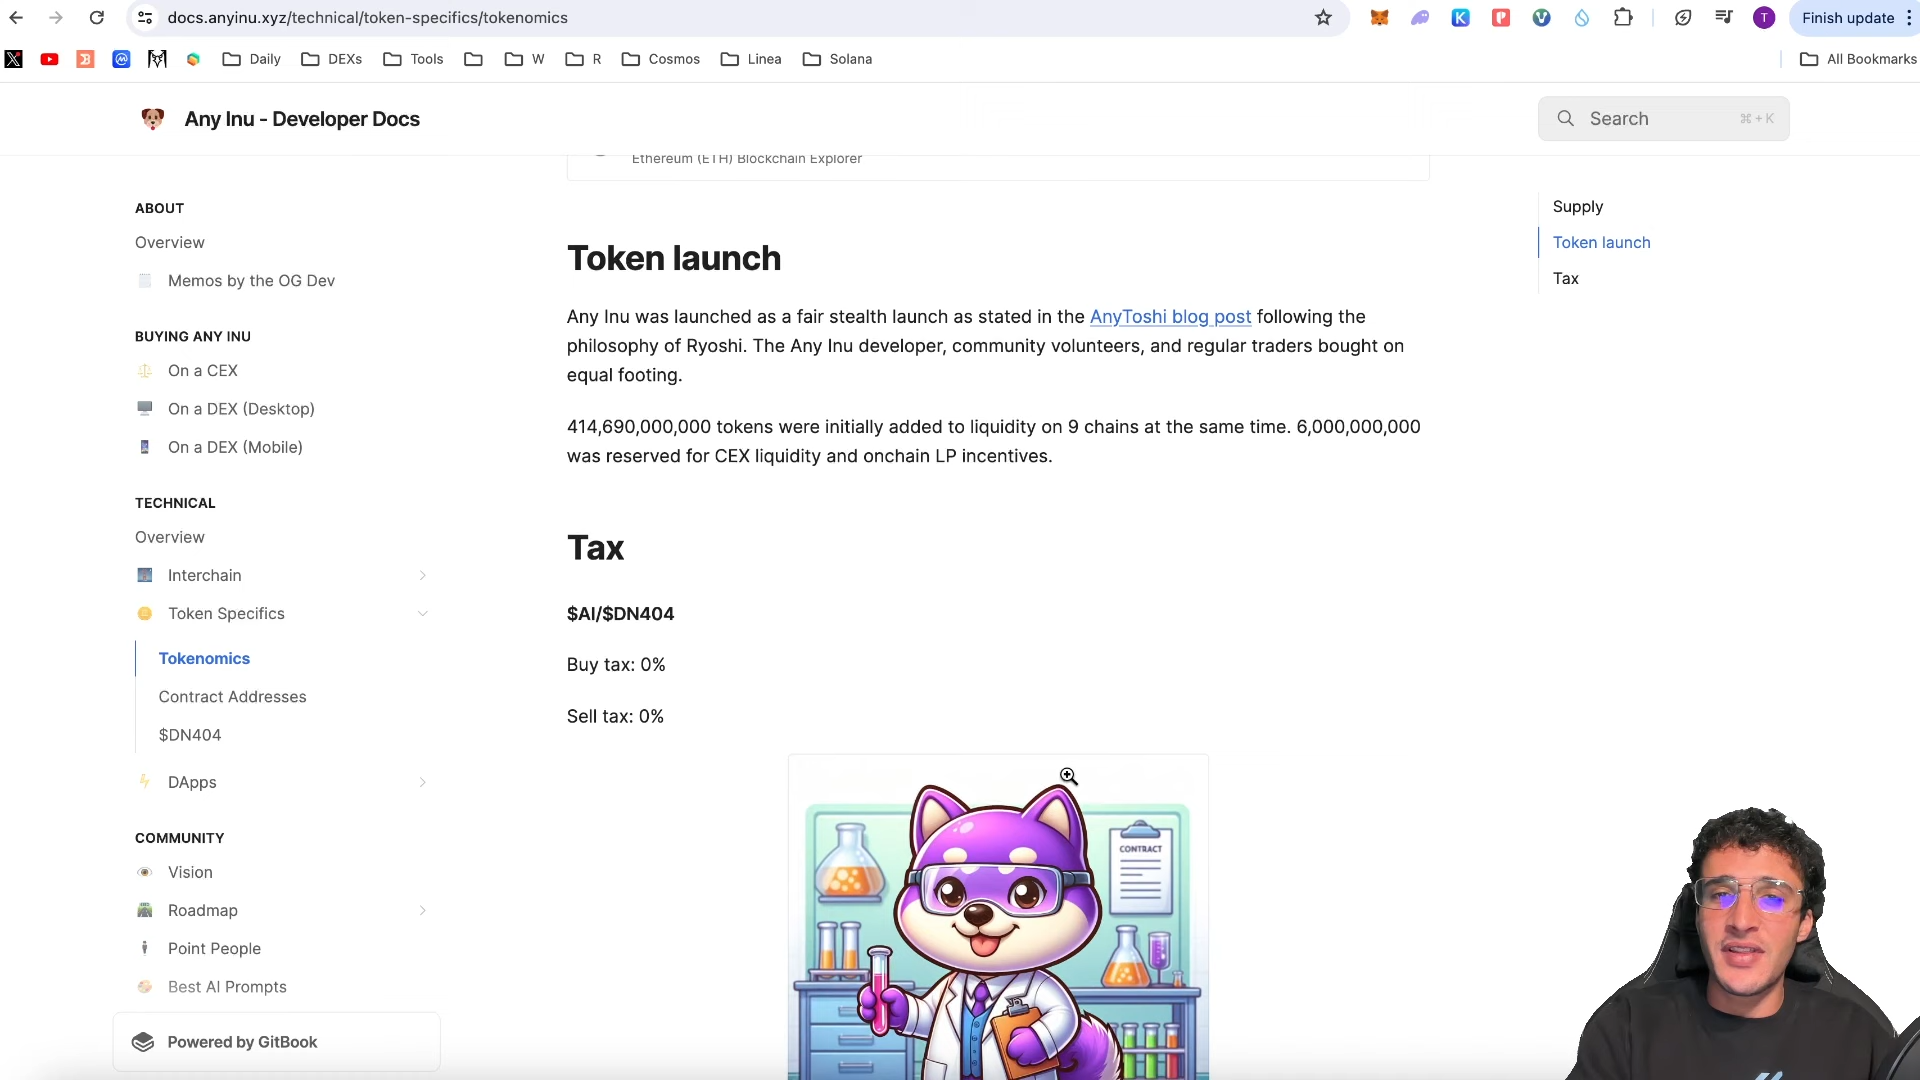 docs.anyinu.xyz/technical/token-specifics/tokenomics
Finish update
Daily
DEXs
Tools
W
R
Cosmos
Linea
Solana
All Bookmarks
Any Inu - Developer Docs
Search
⌘ + K
ABOUT
Overview
Memos by the OG Dev
BUYING ANY INU
On a CEX
On a DEX (Desktop)
On a DEX (Mobile)
TECHNICAL
Overview
Interchain
Token Specifics
Tokenomics
Contract Addresses
$DN404
DApps
COMMUNITY
Vision
Roadmap
Point People
Best AI Prompts
Powered by GitBook
Ethereum (ETH) Blockchain Explorer
Token launch
Any Inu was launched as a fair stealth launch as stated in the AnyToshi blog post following the
philosophy of Ryoshi. The Any Inu developer, community volunteers, and regular traders bought on
equal footing.
414,690,000,000 tokens were initially added to liquidity on 9 chains at the same time. 6,000,000,000
was reserved for CEX liquidity and onchain LP incentives.
Tax
$AI/$DN404
Buy tax: 0%
Sell tax: 0%
CONTRACT
Supply
Token launch
Tax
T